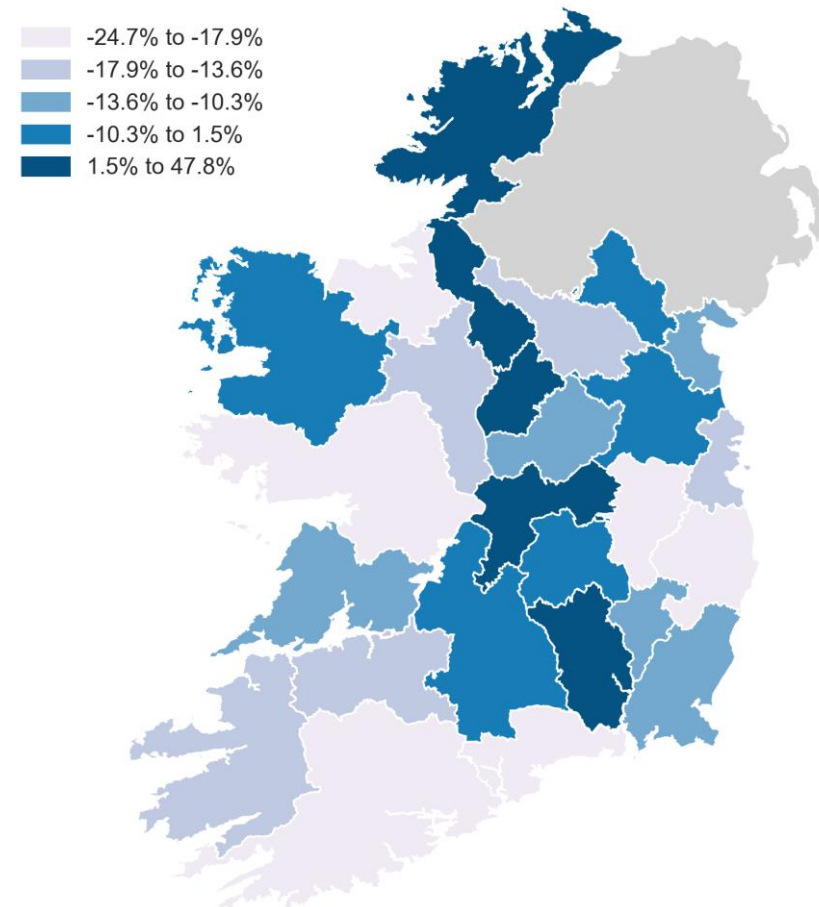 -24.7% to -17.9%
-17.9% to -13.6%
-13.6% to -10.3%
-10.3% to 1.5%
1.5% to 47.8%